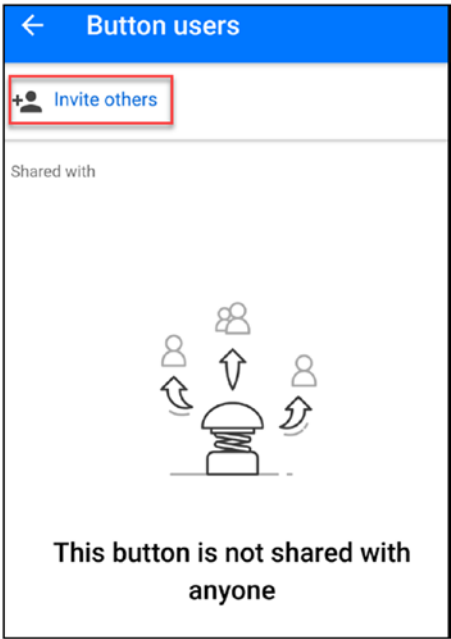 Button users
Invite others
Shared with
This button is not shared with
anyone